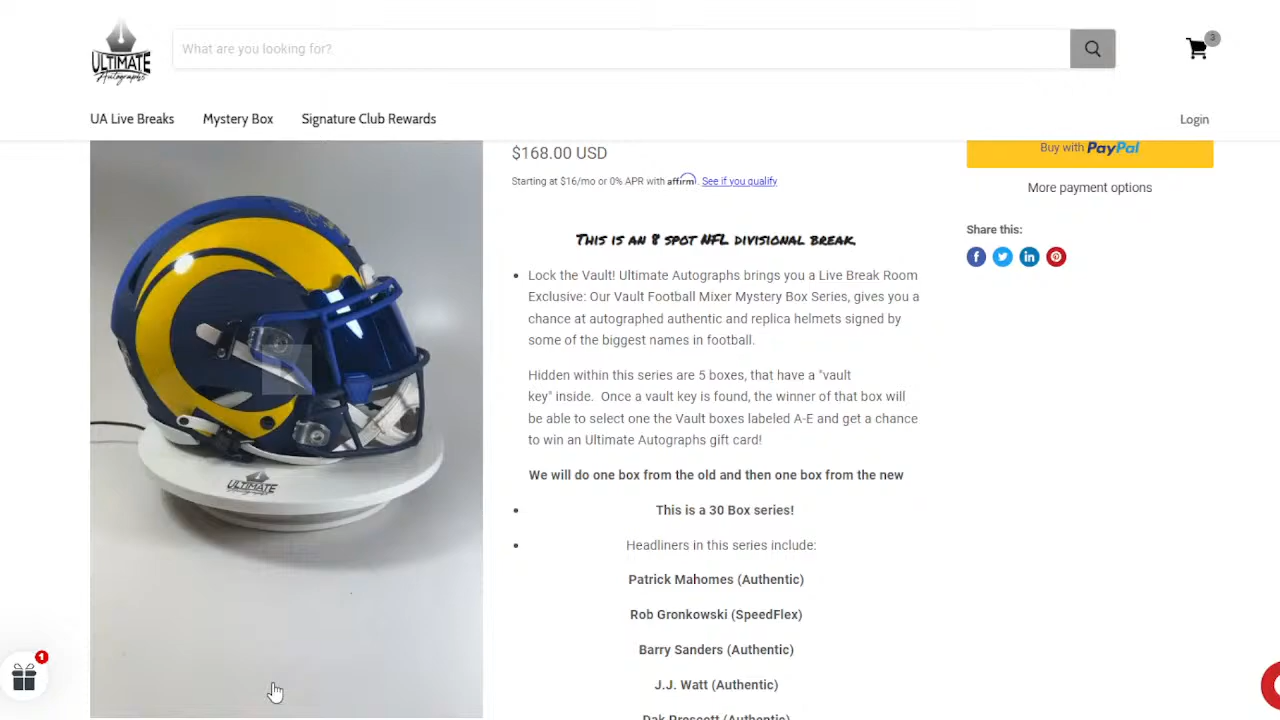 ULTIMATE
Autographs
What are you looking for?
3
UA Live Breaks
Mystery Box
Signature Club Rewards
Login
$168.00 USD
Starting at $16/mo or 0% APR with affirm. See if you qualify
Buy with PayPal
More payment options
Share this:
THIS IS AN 8 SPOT NFL DIVISIONAL BREAK.
Lock the Vault! Ultimate Autographs brings you a Live Break Room
Exclusive: Our Vault Football Mixer Mystery Box Series, gives you a
chance at autographed authentic and replica helmets signed by
some of the biggest names in football.
Hidden within this series are 5 boxes, that have a "vault
key" inside. Once a vault key is found, the winner of that box
will be able to select one the Vault boxes labeled A-E and get a chance
to win an Ultimate Autographs gift card!
We will do one box from the old and then one box from the new
This is a 30 Box series!
Headliners in this series include:
Patrick Mahomes (Authentic)
Rob Gronkowski (SpeedFlex)
Barry Sanders (Authentic)
J.J. Watt (Authentic)
Dak Prescott (Authentic)
ULTIMATE
1